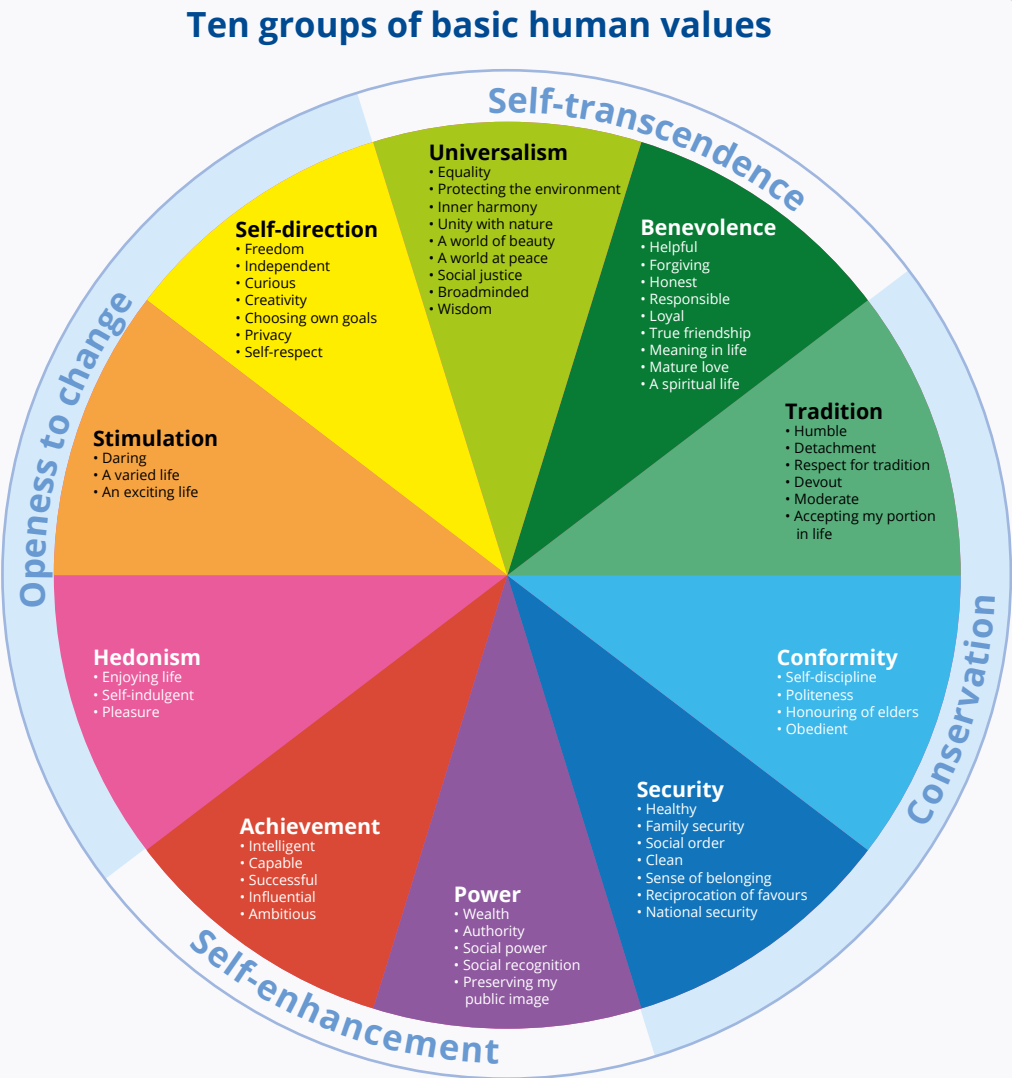 Ten groups of basic human values
Self-transcendence
Universalism
• Equality
• Protecting the environment
• Inner harmony
• Unity with nature
• A world of beauty
• A world at peace
• Social justice
• Broadminded
• Wisdom
Benevolence
• Helpful
• Forgiving
• Honest
• Responsible
• Loyal
• True friendship
• Meaning in life
• Mature love
• A spiritual life
Conservation
Tradition
• Humble
• Detachment
• Respect for tradition
• Devout
• Moderate
• Accepting my portion
in life
Conformity
• Self-discipline
• Politeness
• Honouring of elders
• Obedient
Security
• Healthy
• Family security
• Social order
• Clean
• Sense of belonging
• Reciprocation of favours
• National security
Self-enhancement
Power
• Wealth
• Authority
• Social power
• Social recognition
• Preserving my
public image
Achievement
• Intelligent
• Capable
• Successful
• Influential
• Ambitious
Openess to change
Hedonism
• Enjoying life
• Self-indulgent
• Pleasure
Stimulation
• Daring
• A varied life
• An exciting life
Self-direction
• Freedom
• Independent
• Curious
• Creativity
• Choosing own goals
• Privacy
• Self-respect